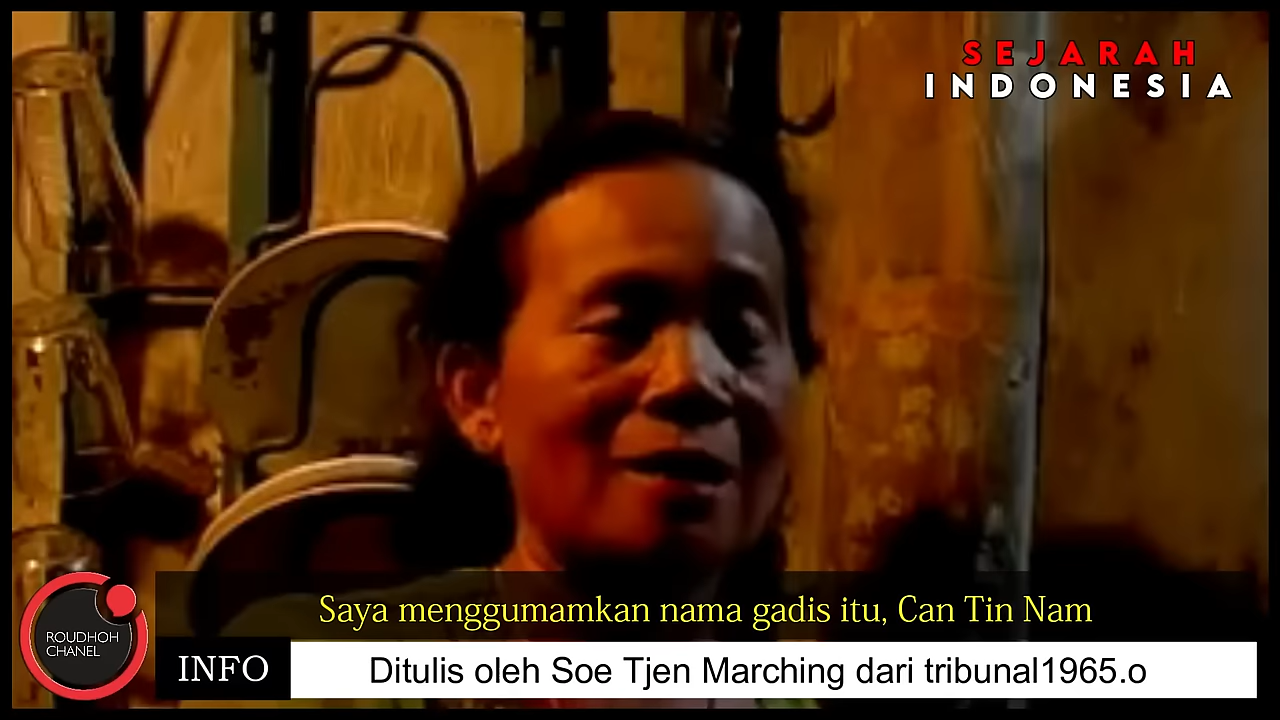 SEJARAH
INDONESIA
Saya menggumamkan nama gadis itu, Can Tin Nam
ROUDHOH
CHANEL
INFO
Ditulis oleh Soe Tjen Marching dari tribunal1965.o